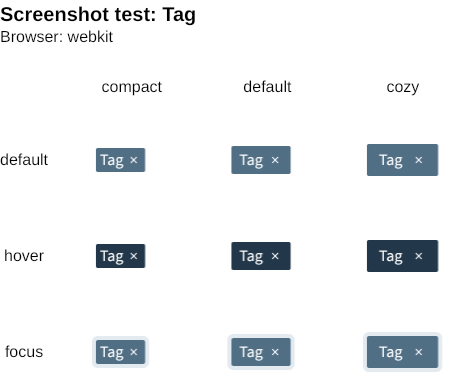 Screenshot test: Tag
Browser: webkit
compact default cozy
default Tag × Tag × Tag ×
hover Tag × Tag × Tag ×
focus Tag × Tag × Tag ×